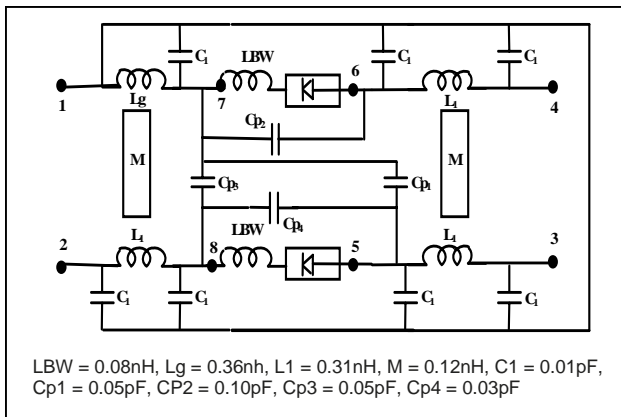 C1 LBW 6 C1 C1
1 Lg 7 L1 4
Cp2
M Cp3 Cp1 M
Cp4
2 L1 8 LBW 5 L1 3
C1 C1 C1 C1
LBW = 0.08nH, Lg = 0.36nh, L1 = 0.31nH, M = 0.12nH, C1 = 0.01pF,
Cp1 = 0.05pF, CP2 = 0.10pF, Cp3 = 0.05pF, Cp4 = 0.03pF